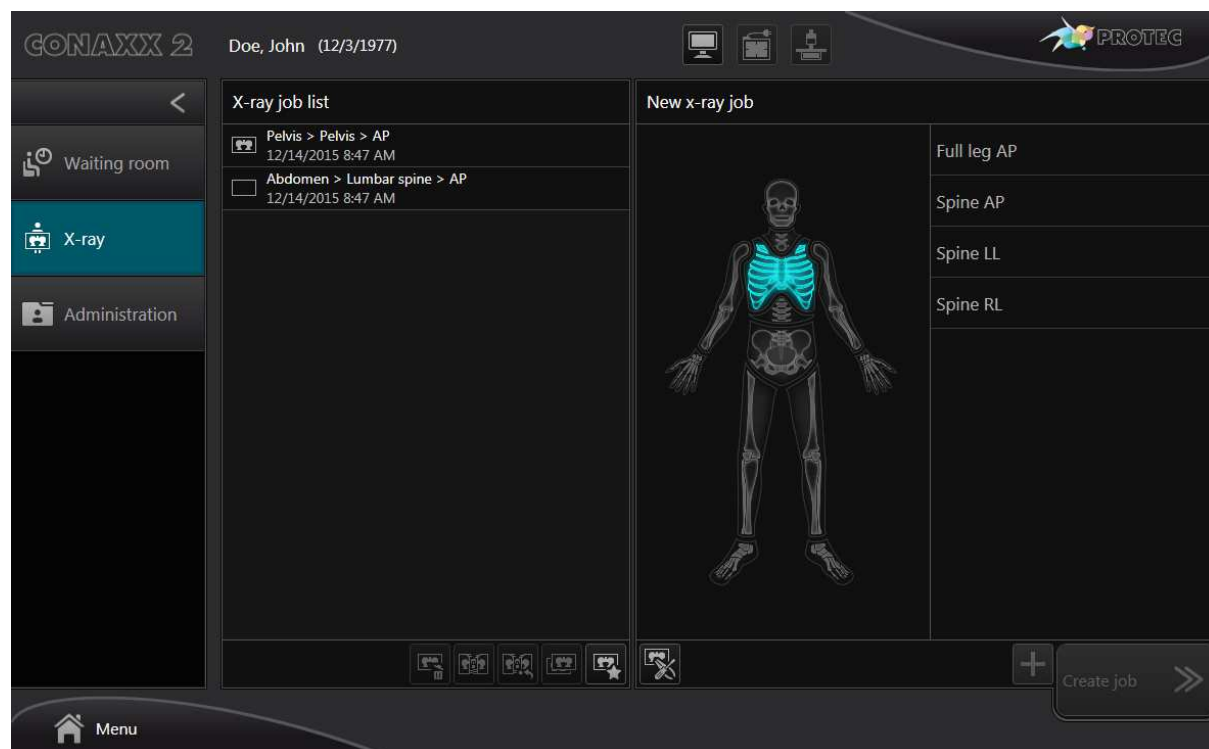 CONAXX 2
Doe, John (12/3/1977)
PROTEC
X-ray job list
New x-ray job
Waiting room
X-ray
Administration
Pelvis > Pelvis > AP
12/14/2015 8:47 AM
Abdomen > Lumbar spine > AP
12/14/2015 8:47 AM
Full leg AP
Spine AP
Spine LL
Spine RL
Create job
Menu